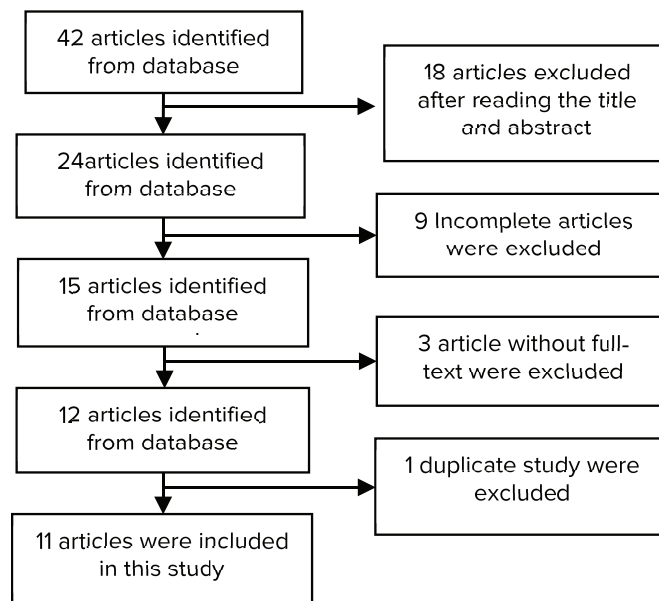 42 articles identified
from database
18 articles excluded
after reading the title
and abstract
24articles identified
from database
9 Incomplete articles
were excluded
15 articles identified
from database
3 article without full-
text were excluded
12 articles identified
from database
1 duplicate study were
excluded
11 articles were included
in this study